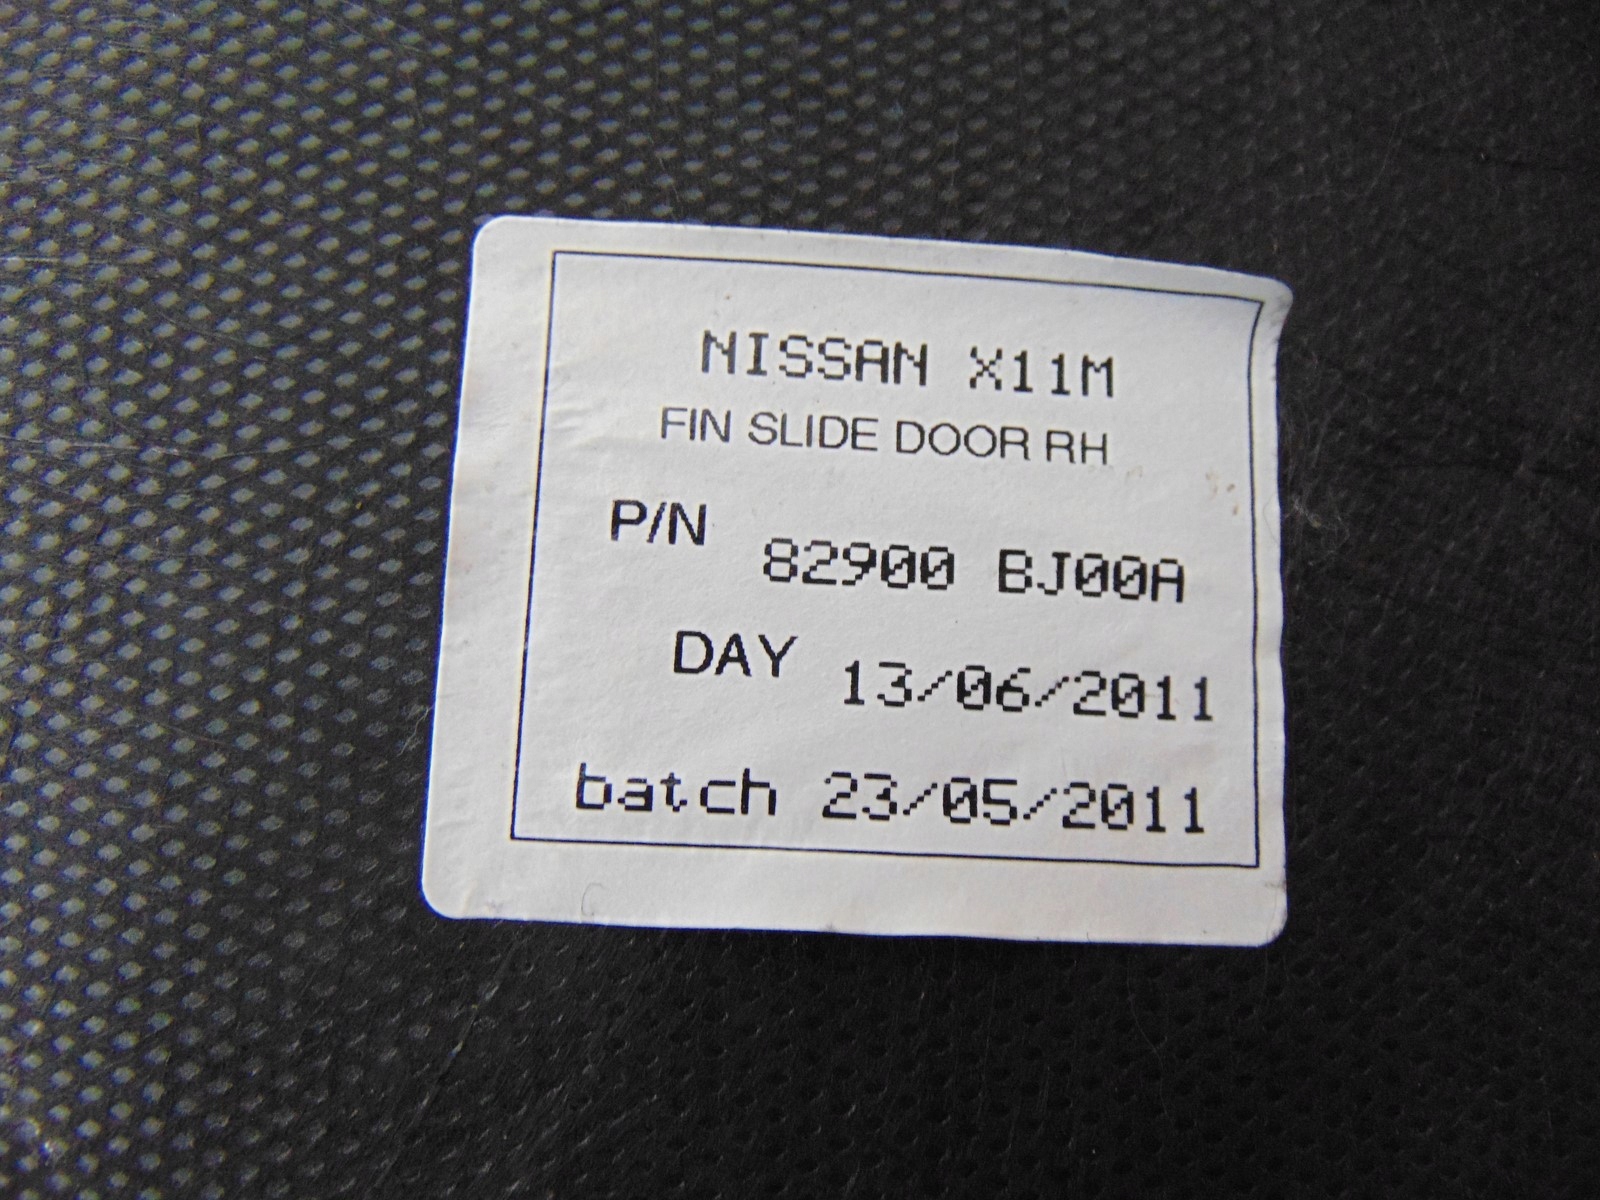 NISSAN X11M
FIN SLIDE DOOR RH
P/N 82900 BJ00A
DAY 13/06/2011
batch 23/05/2011